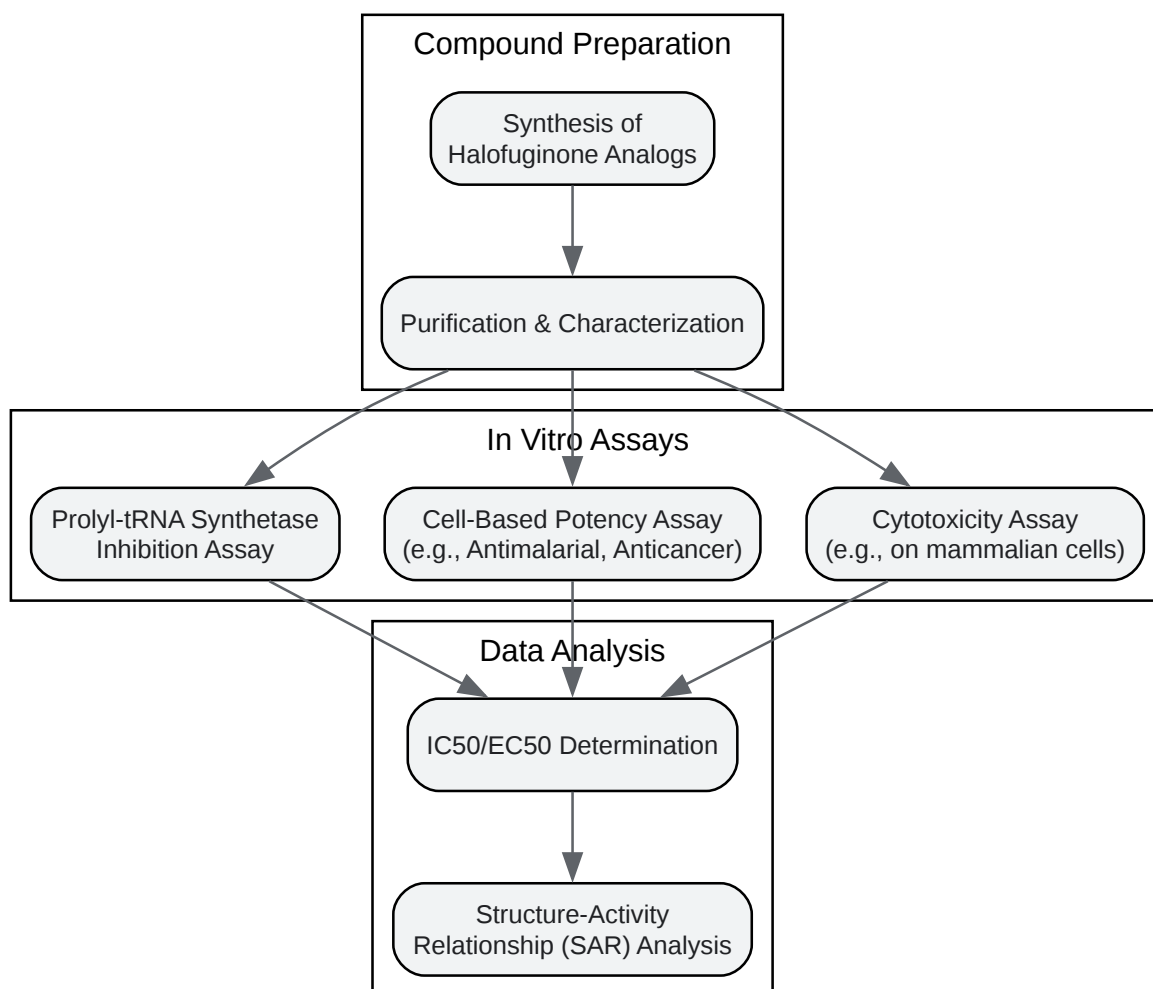 Compound Preparation
Synthesis of
Halofuginone Analogs
Purification & Characterization
In Vitro Assays
Prolyl-tRNA Synthetase
Inhibition Assay
Cell-Based Potency Assay
(e.g., Antimalarial, Anticancer)
Cytotoxicity Assay
(e.g., on mammalian cells)
Data Analysis
IC50/EC50 Determination
Structure-Activity
Relationship (SAR) Analysis